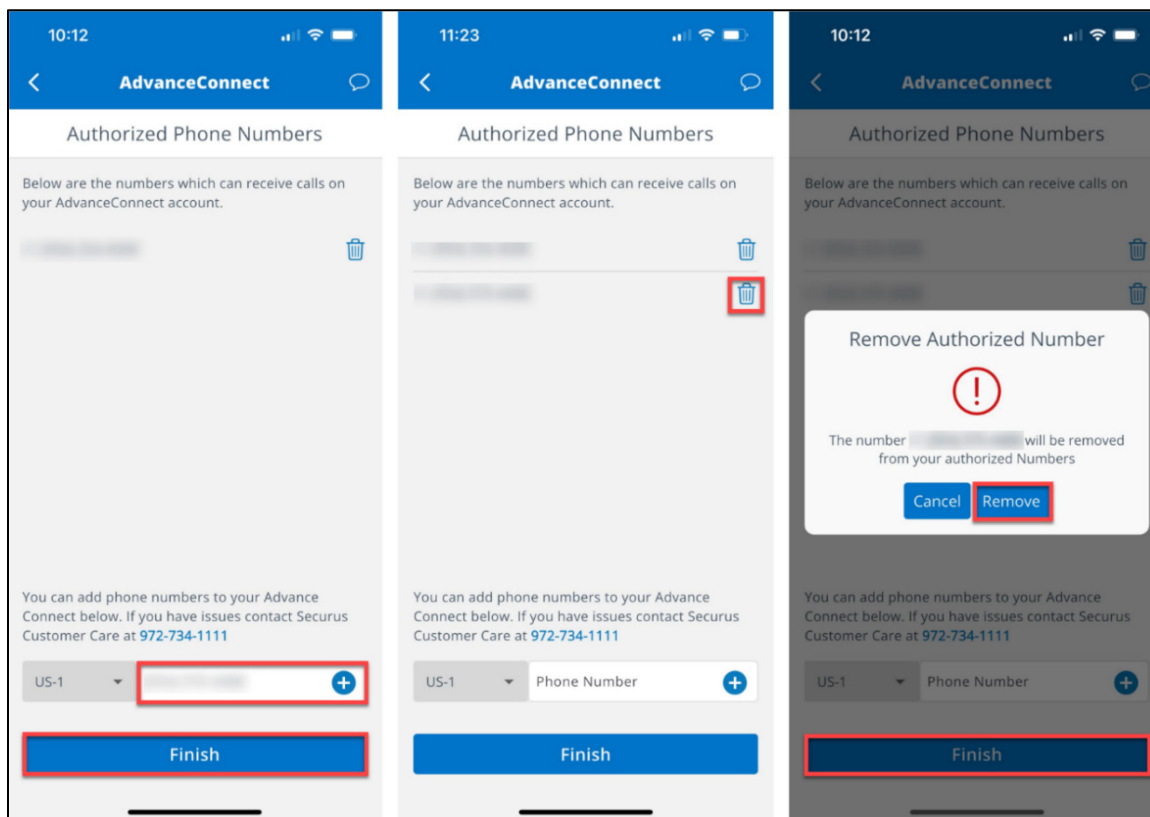 10:12
AdvanceConnect
Authorized Phone Numbers
Below are the numbers which can receive calls on
your AdvanceConnect account.
You can add phone numbers to your Advance
Connect below. If you have issues contact Securus
Customer Care at 972-734-1111
US-1
Finish
11:23
AdvanceConnect
Authorized Phone Numbers
Below are the numbers which can receive calls on
your AdvanceConnect account.
You can add phone numbers to your Advance
Connect below. If you have issues contact Securus
Customer Care at 972-734-1111
US-1 Phone Number
Finish
10:12
AdvanceConnect
Authorized Phone Numbers
Below are the numbers which can receive calls on
your AdvanceConnect account.
Remove Authorized Number
The number will be removed
from your authorized Numbers
Cancel Remove
You can add phone numbers to your Advance
Connect below. If you have issues contact Securus
Customer Care at 972-734-1111
US-1 Phone Number
Finish